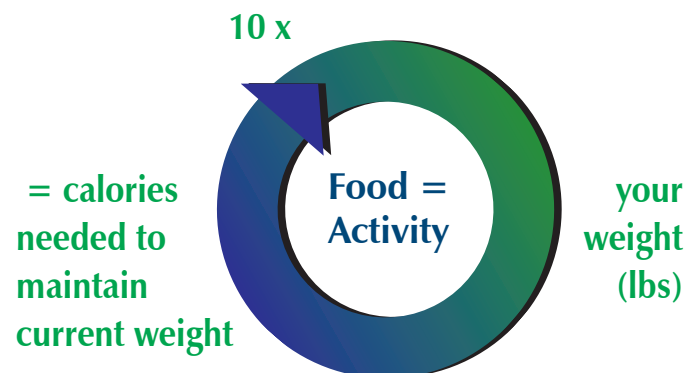 10 x
your
weight
(lbs)
= calories
needed to
maintain
current weight
Food =
Activity